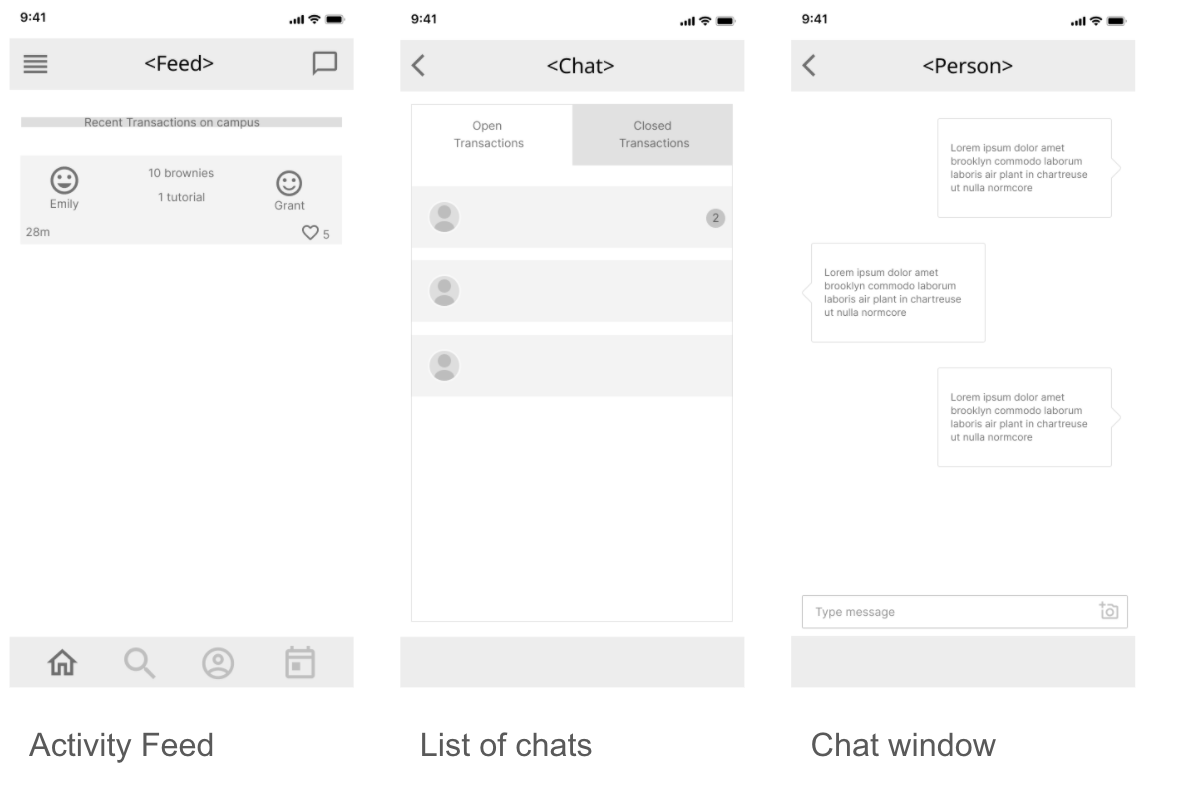 9:41
<Feed>
Recent Transactions on campus
10 brownies
1 tutorial
Emily
Grant
28m
5
Activity Feed
9:41
<Chat>
Open
Transactions
Closed
Transactions
2
List of chats
9:41
<Person>
Lorem ipsum dolor amet
brooklyn commodo laborum
laboris air plant in chartreuse
ut nulla normcore
Lorem ipsum dolor amet
brooklyn commodo laborum
laboris air plant in chartreuse
ut nulla normcore
Lorem ipsum dolor amet
brooklyn commodo laborum
laboris air plant in chartreuse
ut nulla normcore
Type message
Chat window